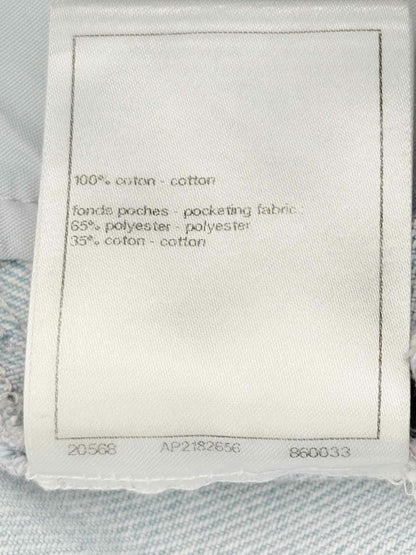 100% coton - cotton
fonds poches - pocketing fabric :
65% polyester - polyester
35% coton - cotton
20568 AP2182656 860033